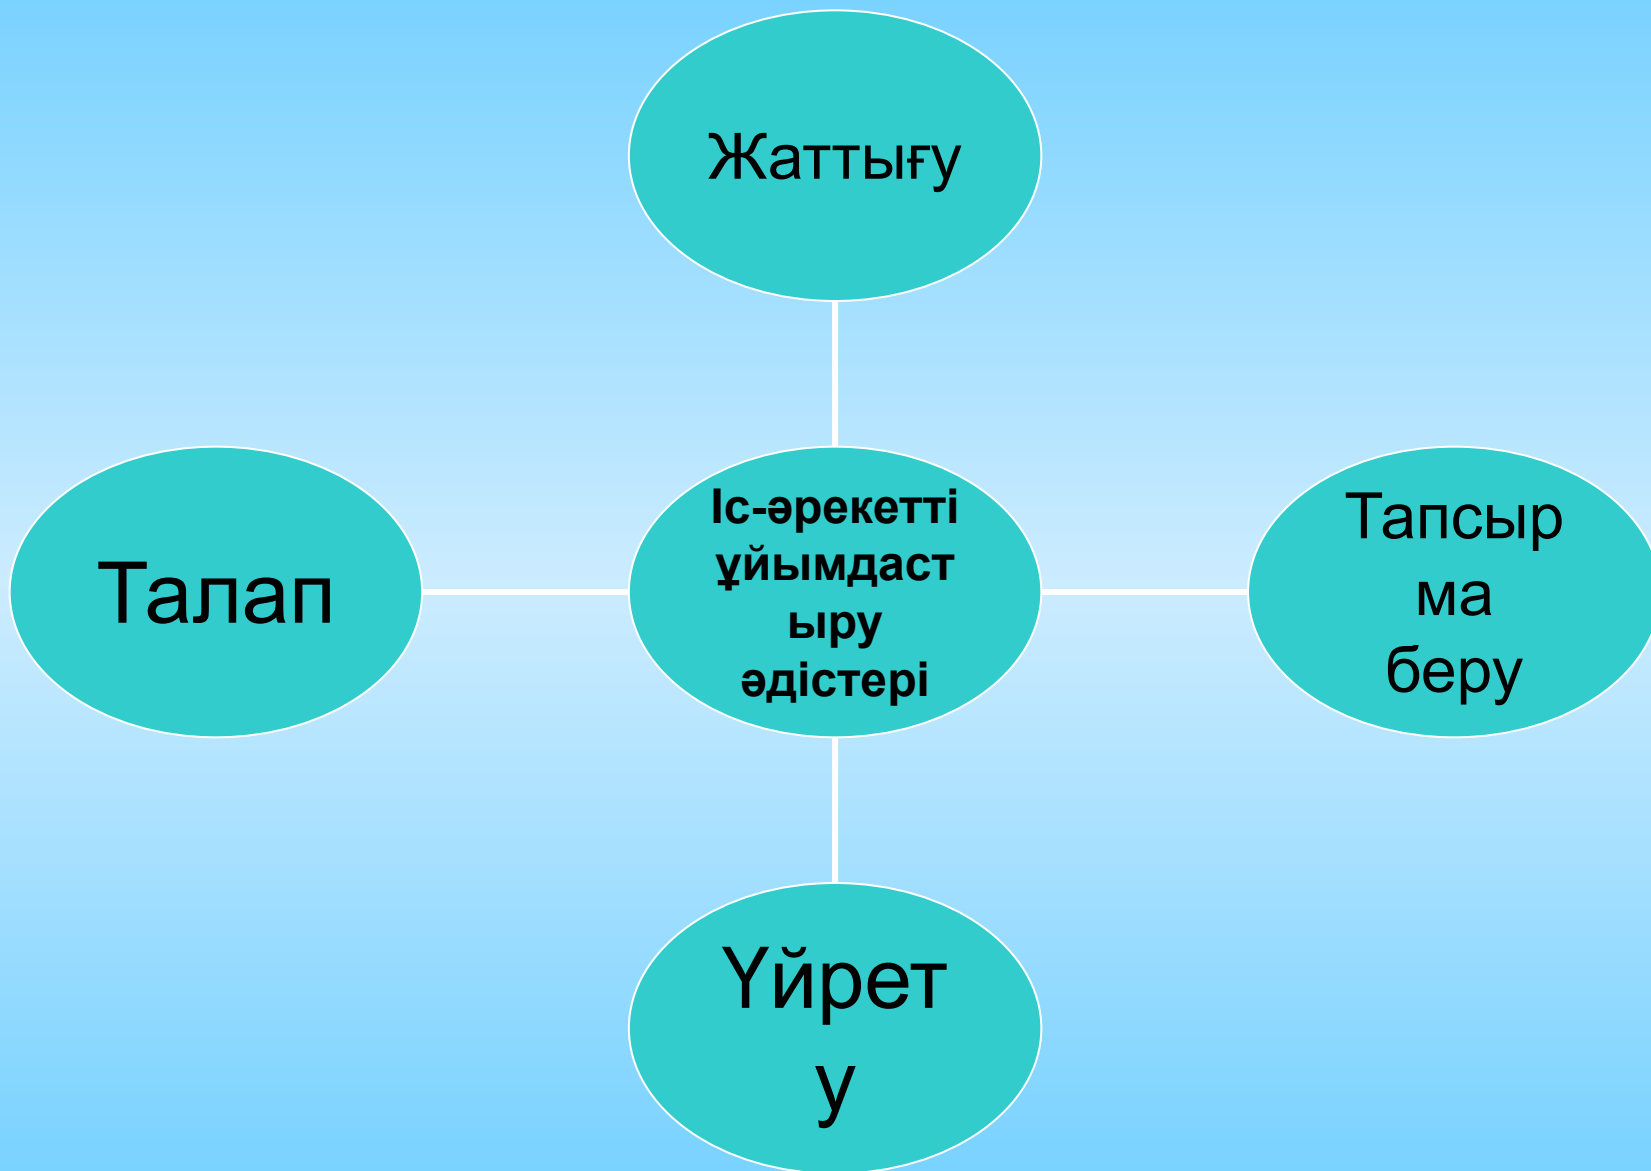 Жаттығу
Талап
Іс-әрекетті
ұйымдаст
ыру
әдістері
Тапсыр
ма
беру
Үйрет
у